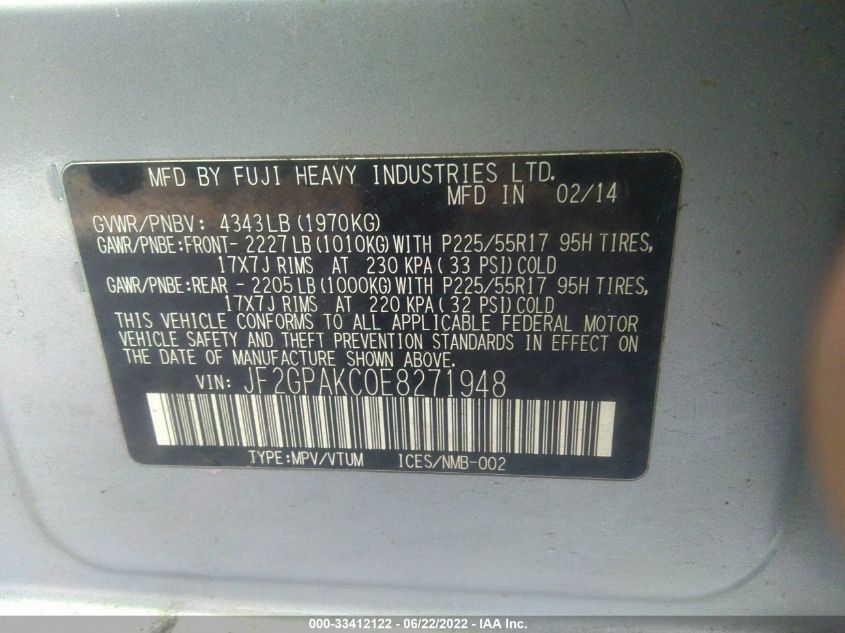 MFD BY FUJI HEAVY INDUSTRIES LTD.
MFD IN 02/14
GVWR/PNBV: 4343LB (1970KG)
GAWR/PNBE:FRONT- 2227LB (1010KG)WITH P225/55R17 95H TIRES,
17X7J RIMS AT 230 KPA( 33 PSI)COLD
GAWR/PNBE:REAR - 2205LB (1000KG)WITH P225/55R17 95H TIRES,
17X7J RIMS AT 220 KPA( 32 PSI)COLD
THIS VEHICLE CONFORMS TO ALL APPLICABLE FEDERAL MOTOR
VEHICLE SAFETY AND THEFT PREVENTION STANDARDS IN EFFECT ON
THE DATE OF MANUFACTURE SHOWN ABOVE.
VIN: JF2GPAKC0E8271948
TYPE:MPV/VTUM ICES/NMB-002
000-33412122 - 06/22/2022 - IAA Inc.